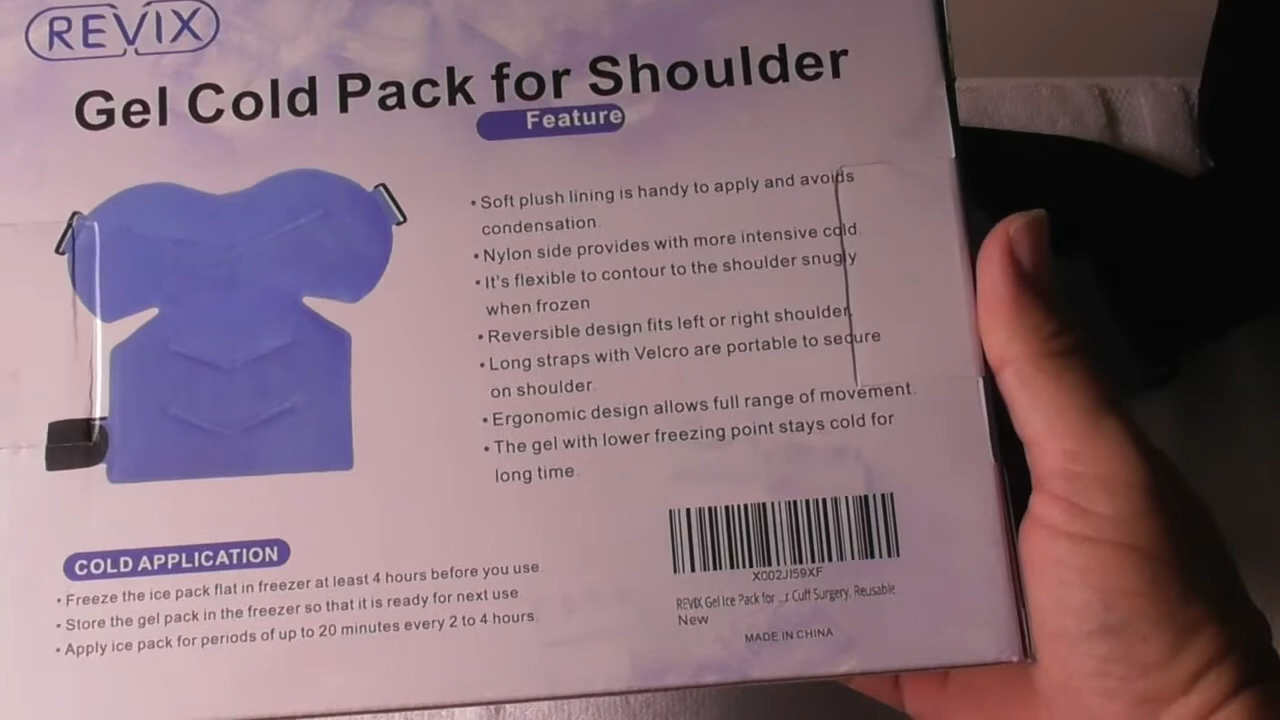 REVIX
Gel Cold Pack for Shoulder
Feature
• Soft plush lining is handy to apply and avoids
condensation.
• Nylon side provides with more intensive cold.
• It's flexible to contour to the shoulder snugly
when frozen
• Reversible design fits left or right shoulder.
• Long straps with Velcro are portable to secure
on shoulder.
• Ergonomic design allows full range of movement.
• The gel with lower freezing point stays cold for
long time.
COLD APPLICATION
• Freeze the ice pack flat in freezer at least 4 hours before you use.
• Store the gel pack in the freezer so that it is ready for next use
• Apply ice pack for periods of up to 20 minutes every 2 to 4 hours.
X002JI59XF
REVIX Gel Ice Pack for ...r Cuff Surgery, Reusable
New
MADE IN CHINA